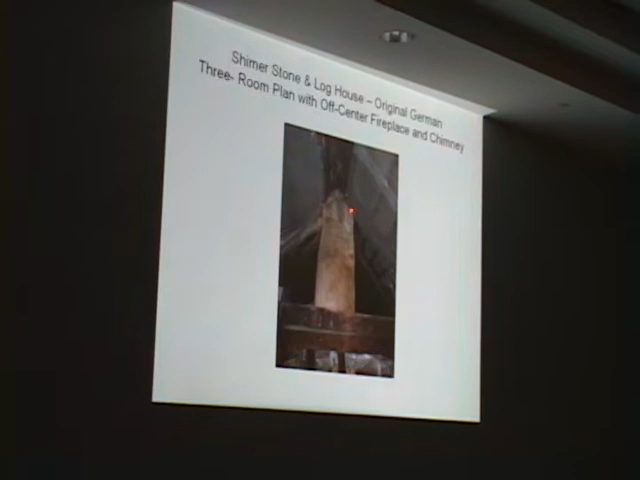 Shimer Stone & Log House – Original German
Three- Room Plan with Off-Center Fireplace and Chimney